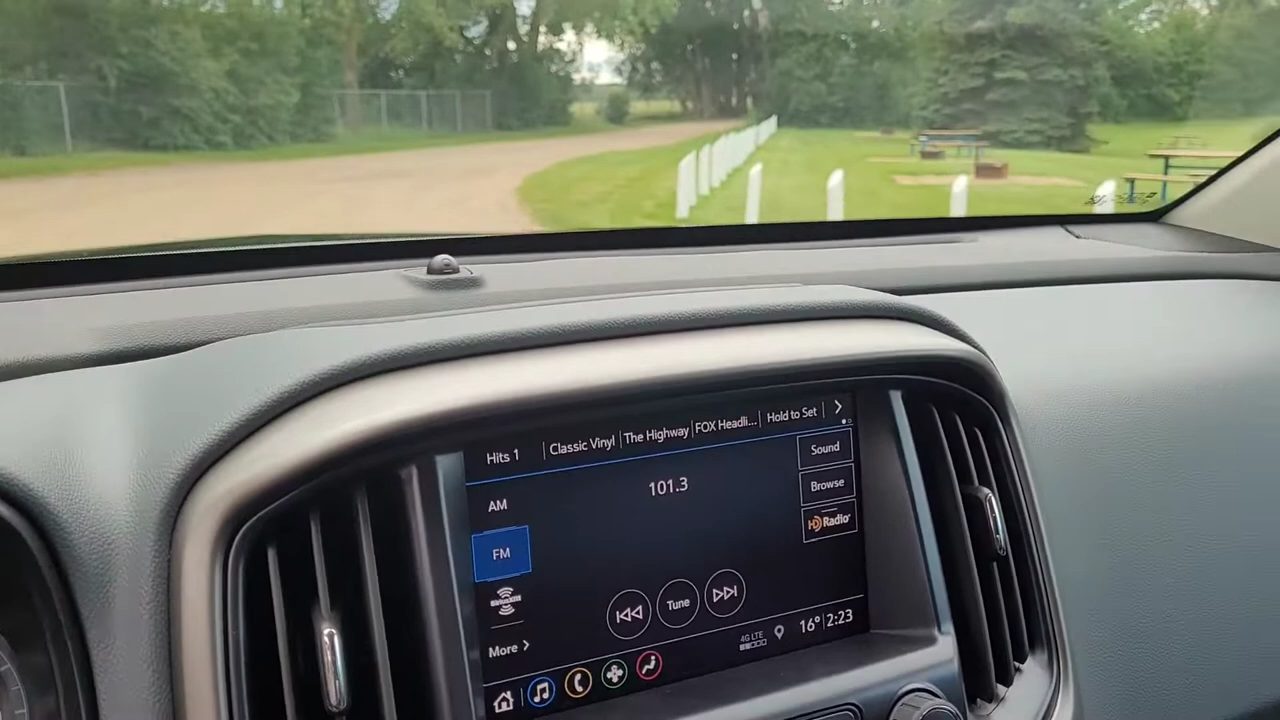 Hits 1
Classic Vinyl
The Highway
FOX Headli...
Hold to Set
AM
101.3
Sound
FM
Browse
HD Radio
SiriusXM
Tune
More
4G LTE
16° 2:23